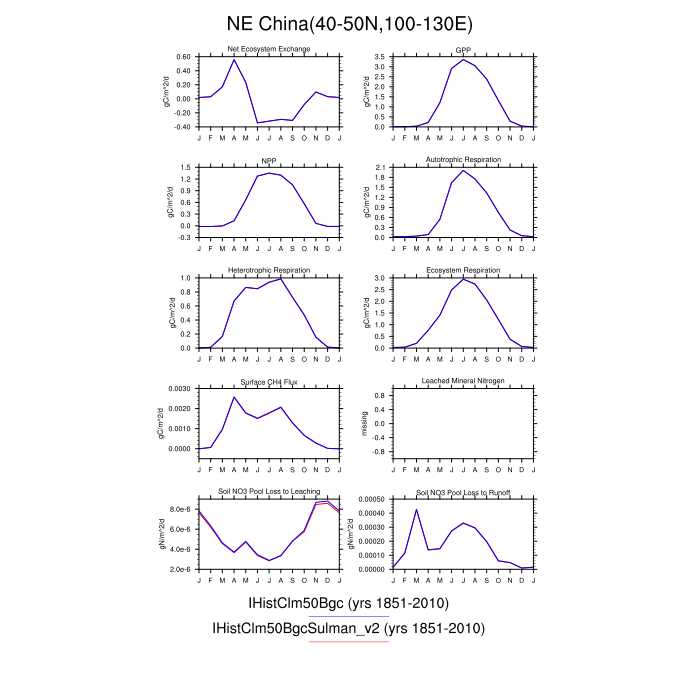 NE China(40-50N,100-130E)
Net Ecosystem Exchange
gC/m^2/d
0.60
0.40
0.20
0.00
-0.20
-0.40
J F M A M J J A S O N D J
GPP
gC/m^2/d
3.5
3.0
2.5
2.0
1.5
1.0
0.5
0.0
J F M A M J J A S O N D J
NPP
gC/m^2/d
1.5
1.2
0.9
0.6
0.3
0.0
-0.3
J F M A M J J A S O N D J
Autotrophic Respiration
gC/m^2/d
2.1
1.8
1.5
1.2
0.9
0.6
0.3
0.0
J F M A M J J A S O N D J
Heterotrophic Respiration
gC/m^2/d
1.0
0.8
0.6
0.4
0.2
0.0
J F M A M J J A S O N D J
Ecosystem Respiration
gC/m^2/d
3.0
2.5
2.0
1.5
1.0
0.5
0.0
J F M A M J J A S O N D J
Surface CH4 Flux
gC/m^2/d
0.0030
0.0020
0.0010
0.0000
J F M A M J J A S O N D J
Leached Mineral Nitrogen
missing
0.8
0.4
0.0
-0.4
-0.8
J F M A M J J A S O N D J
Soil NO3 Pool Loss to Leaching
gN/m^2/d
8.0e-6
6.0e-6
4.0e-6
2.0e-6
J F M A M J J A S O N D J
Soil NO3 Pool Loss to Runoff
gN/m^2/d
0.00050
0.00040
0.00030
0.00020
0.00010
0.00000
J F M A M J J A S O N D J
IHistClm50Bgc (yrs 1851-2010)
IHistClm50BgcSulman_v2 (yrs 1851-2010)